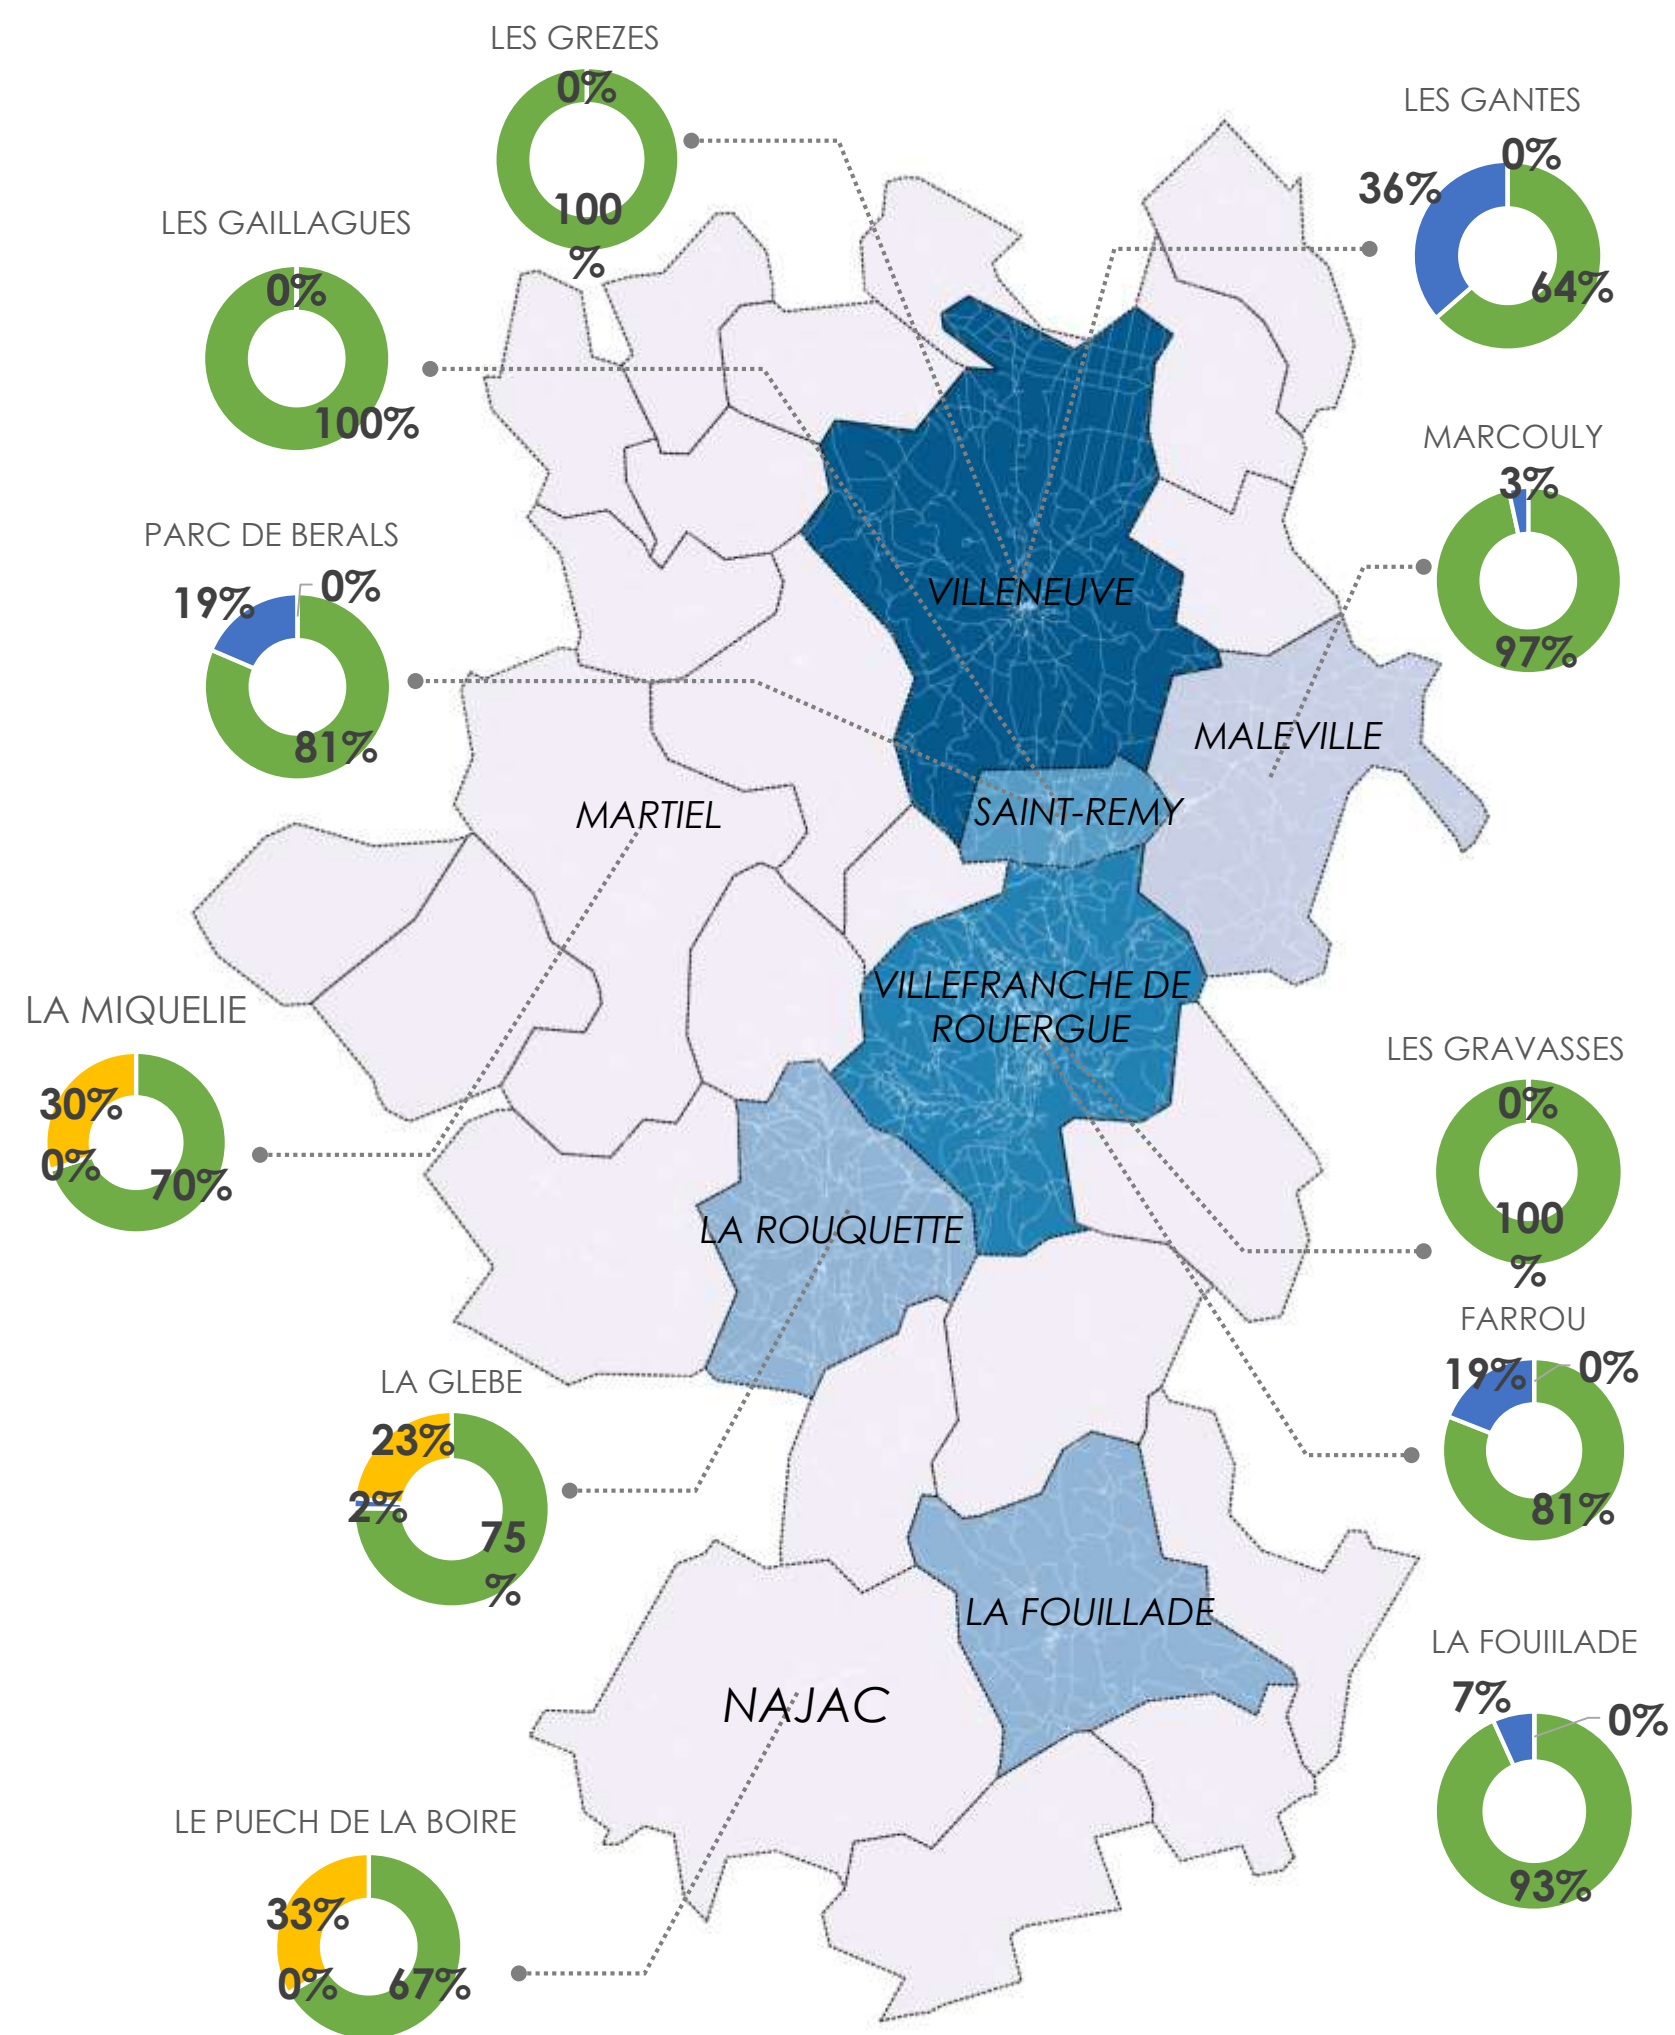 LES GREZES
0%
100
%
LES GANTES
0%
36%
64%
LES GAILLAGUES
0%
100%
MARCOULY
3%
97%
PARC DE BERALS
19%
0%
81%
VILLENEUVE
MALEVILLE
MARTIEL
SAINT-REMY
VILLEFRANCHE DE
ROUERGUE
LA MIQUELIE
30%
0%
70%
LES GRAVASSES
0%
100
%
LA ROUQUETTE
FARROU
19%
0%
81%
LA GLEBE
23%
2%
75
%
LA FOUILLADE
LA FOUIILADE
7%
0%
93%
NAJAC
LE PUECH DE LA BOIRE
33%
0%
67%